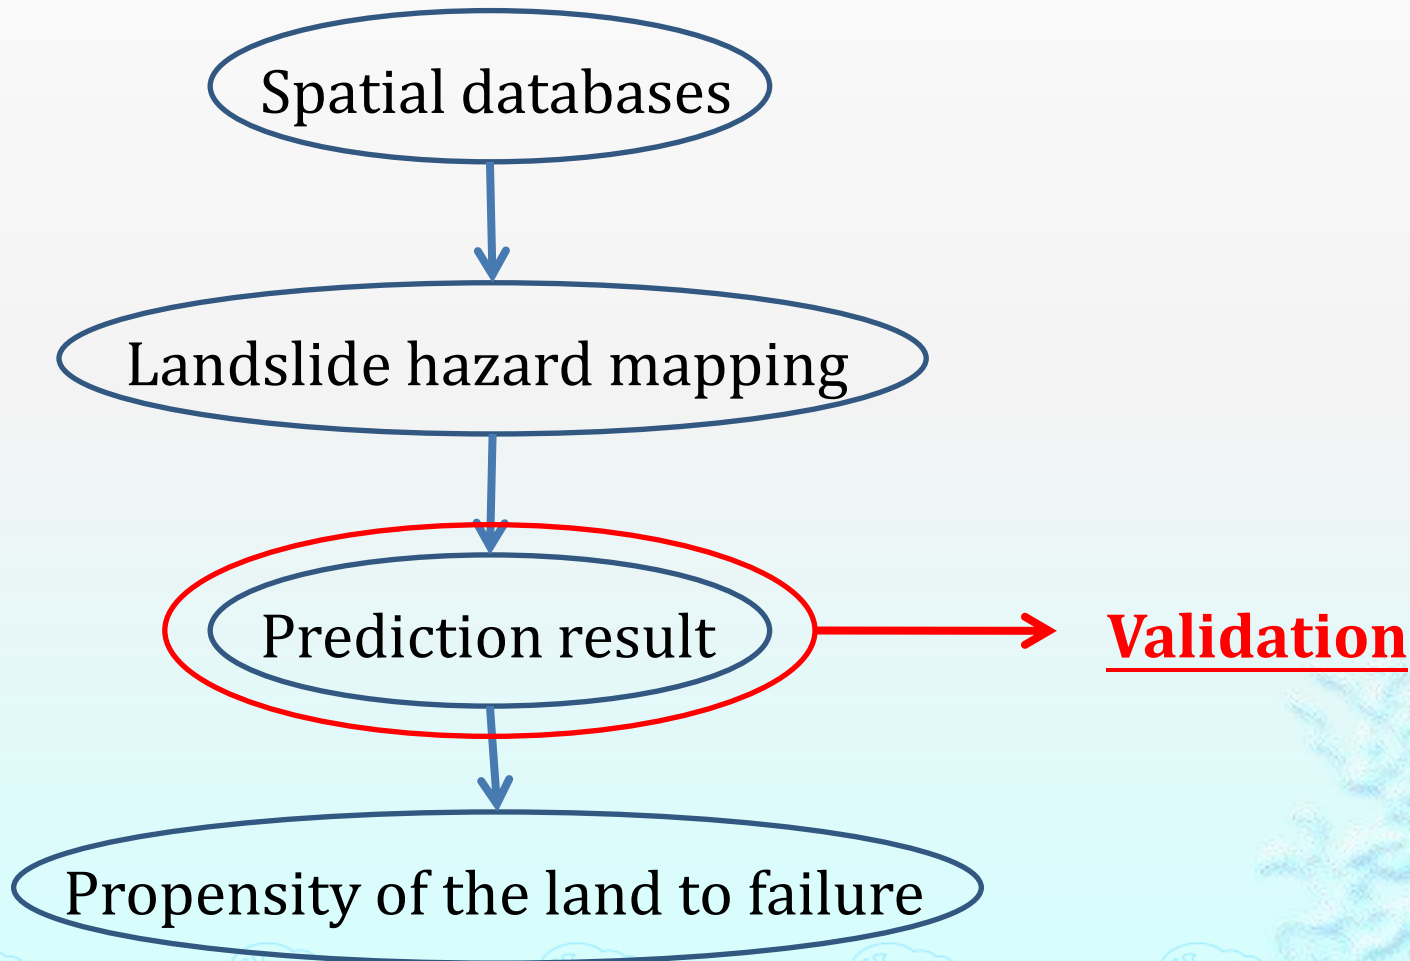 Spatial databases
Landslide hazard mapping
Prediction result
Validation
Propensity of the land to failure